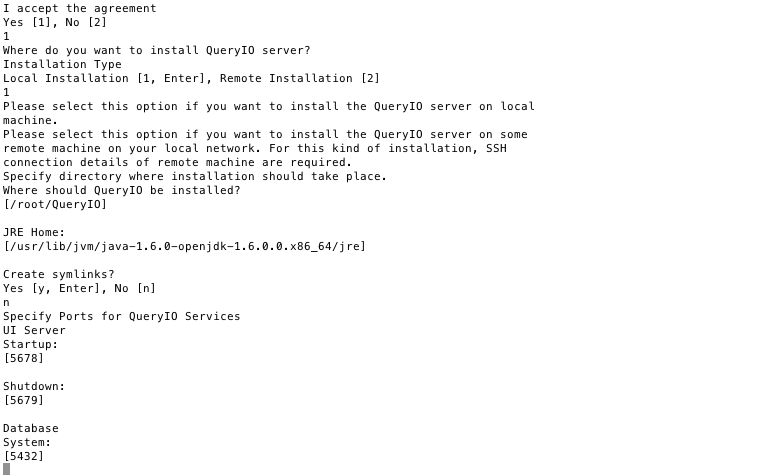 I accept the agreement
Yes [1], No [2]
1
Where do you want to install QueryIO server?
Installation Type
Local Installation [1, Enter], Remote Installation [2]
1
Please select this option if you want to install the QueryIO server on local
machine.
Please select this option if you want to install the QueryIO server on some
remote machine on your local network. For this kind of installation, SSH
connection details of remote machine are required.
Specify directory where installation should take place.
Where should QueryIO be installed?
[/root/QueryIO]
JRE Home:
[/usr/lib/jvm/java-1.6.0-openjdk-1.6.0.0.x86_64/jre]
Create symlinks?
Yes [y, Enter], No [n]
n
Specify Ports for QueryIO Services
UI Server
Startup:
[5678]
Shutdown:
[5679]
Database
System:
[5432]